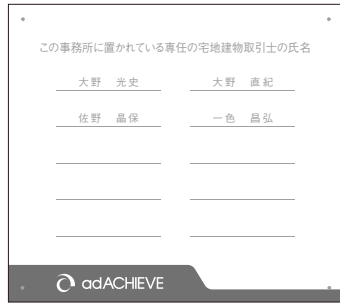 この事務所に置かれている専任の宅地建物取引士の氏名
大野 光史 大野 直紀
佐野 晶保 一色 昌弘
adACHIEVE